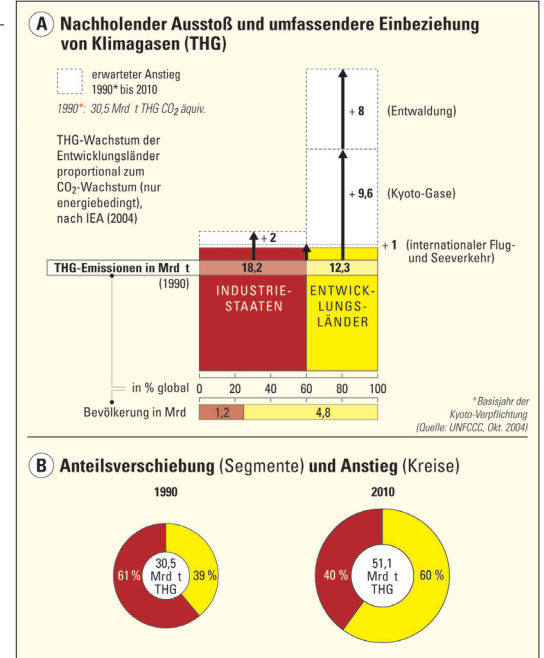 A Nachholender Ausstoß und umfassende Einbeziehung
von Klimagasen (THG)
erwarteter Anstieg
1990* bis 2010
1990*: 30,5 Mrd t THG CO2 äquiv.
THG-Wachstum der
Entwicklungsländer
proportional zum
CO2-Wachstum (nur
energiebedingt),
nach IEA (2004)
+ 8 (Entwaldung)
+ 9,6 (Kyoto-Gase)
+ 2
+ 1 (internationaler Flug-
und Seeverkehr)
THG-Emissionen in Mrd t 18,2 12,3
(1990)
INDUSTRIE-
STAATEN
ENTWICK-
LUNGS-
LÄNDER
in % global 0 20 40 60 80 100
Bevölkerung in Mrd 1,2 4,8
*Basisjahr der
Kyoto-Verpflichtung
(Quelle: UNFCCC, Okt. 2004)
B Anteilsverschiebung (Segmente) und Anstieg (Kreise)
1990 2010
61 % 30,5
Mrd t
THG 39 %
40 % 51,1
Mrd t
THG 60 %